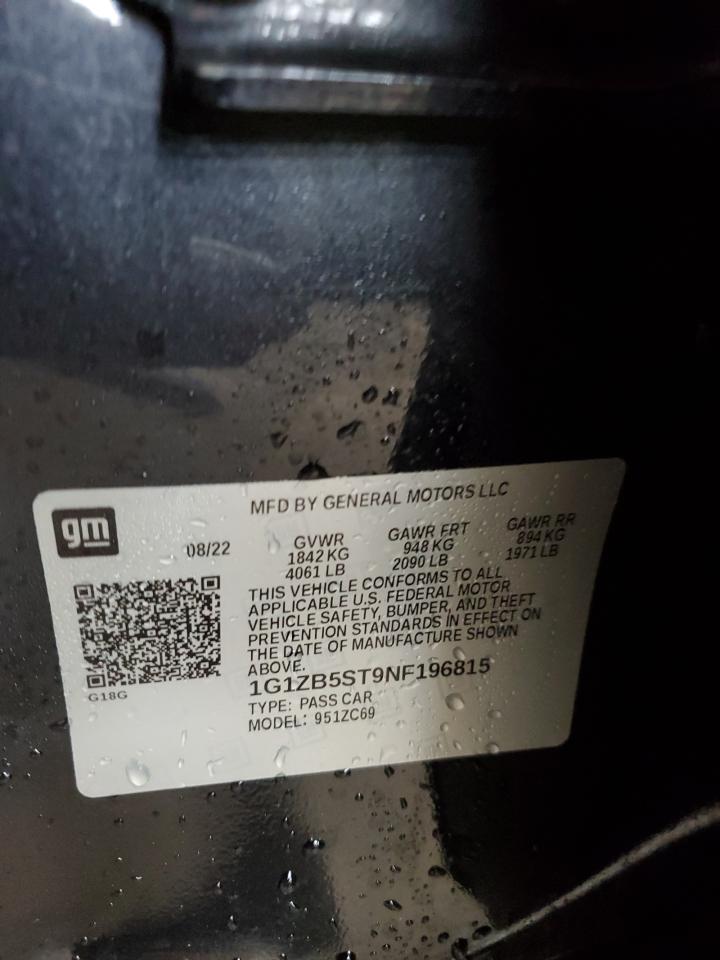 gm
MFD BY GENERAL MOTORS LLC
08/22
GVWR GAWR FRT GAWR RR
1842 KG 948 KG 894 KG
4061 LB 2090 LB 1971 LB
THIS VEHICLE CONFORMS TO ALL
APPLICABLE U.S. FEDERAL MOTOR
VEHICLE SAFETY, BUMPER, AND THEFT
PREVENTION STANDARDS IN EFFECT ON
THE DATE OF MANUFACTURE SHOWN
ABOVE.
1G1ZB5ST9NF196815
TYPE: PASS CAR
MODEL: 951ZC69
G18G